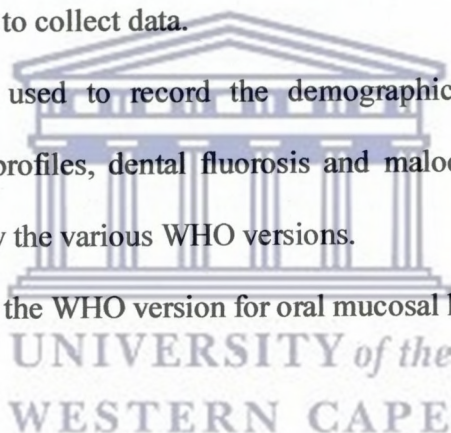 to collect data.
used to record the demographic
profiles, dental fluorosis and
the various WHO versions.
the WHO version for oral mucosal
UNIVERSITY of the
WESTERN CAPE